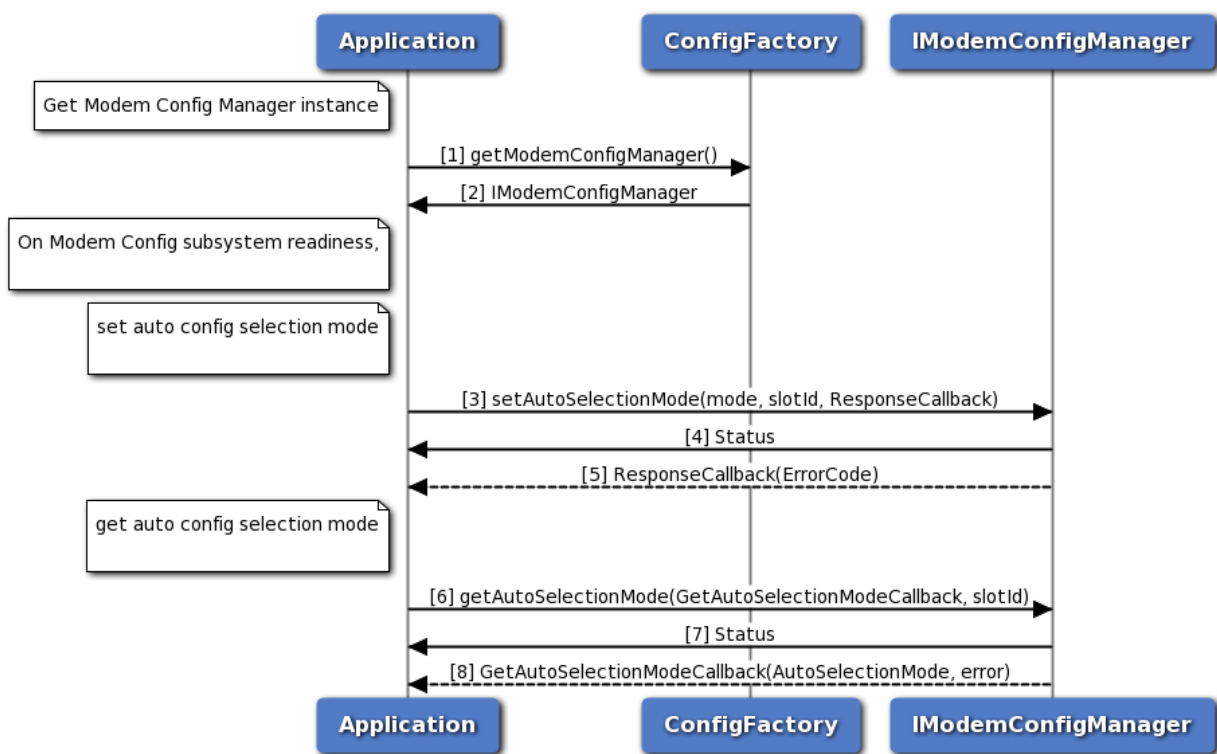 Application
ConfigFactory
IModemConfigManager
Get Modem Config Manager instance
[1] getModemConfigManager()
[2] IModemConfigManager
On Modem Config subsystem readiness,
set auto config selection mode
[3] setAutoSelectionMode(mode, slotId, ResponseCallback)
[4] Status
[5] ResponseCallback(ErrorCode)
get auto config selection mode
[6] getAutoSelectionMode(GetAutoSelectionModeCallback, slotId)
[7] Status
[8] GetAutoSelectionModeCallback(AutoSelectionMode, error)
Application
ConfigFactory
IModemConfigManager